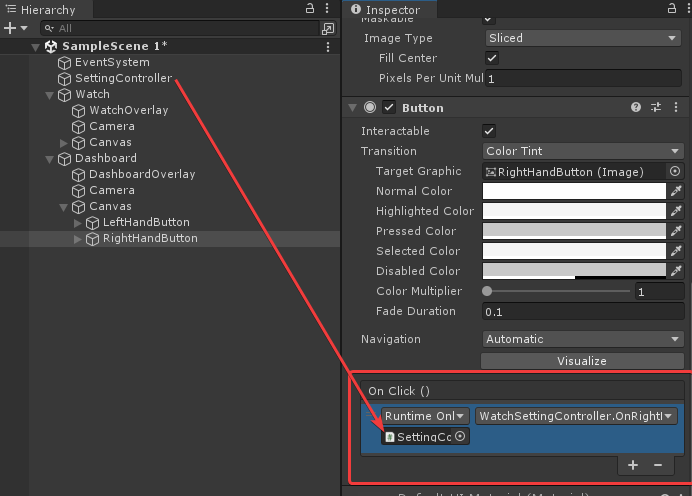 Hierarchy
All
SampleScene 1*
EventSystem
SettingController
Watch
WatchOverlay
Camera
Canvas
Dashboard
DashboardOverlay
Camera
Canvas
LeftHandButton
RightHandButton
Inspector
Maskable
Image Type Sliced
Fill Center
Pixels Per Unit Mul 1
Button
Interactable
Transition Color Tint
Target Graphic RightHandButton (Image)
Normal Color
Highlighted Color
Pressed Color
Selected Color
Disabled Color
Color Multiplier 1
Fade Duration 0.1
Navigation Automatic
Visualize
On Click ()
Runtime Onl WatchSettingController.OnRightH
SettingCo
Default UI Material (Material)